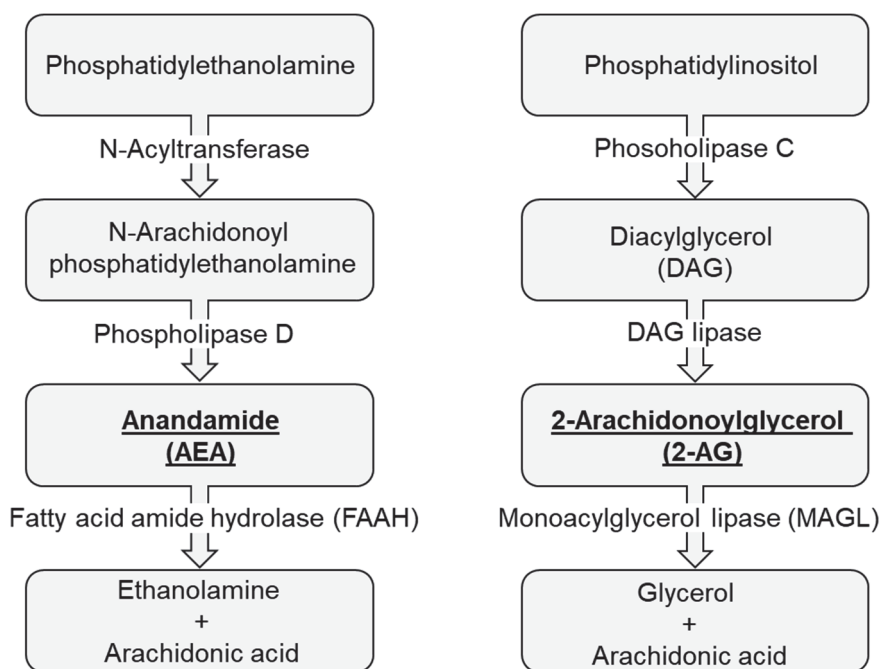 Phosphatidylethanolamine
N-Acyltransferase
N-Arachidonoyl
phosphatidylethanolamine
Phospholipase D
Anandamide
(AEA)
Fatty acid amide hydrolase (FAAH)
Ethanolamine
+
Arachidonic acid
Phosphatidylinositol
Phosoholipase C
Diacylglycerol
(DAG)
DAG lipase
2-Arachidonoylglycerol
(2-AG)
Monoacylglycerol lipase (MAGL)
Glycerol
+
Arachidonic acid